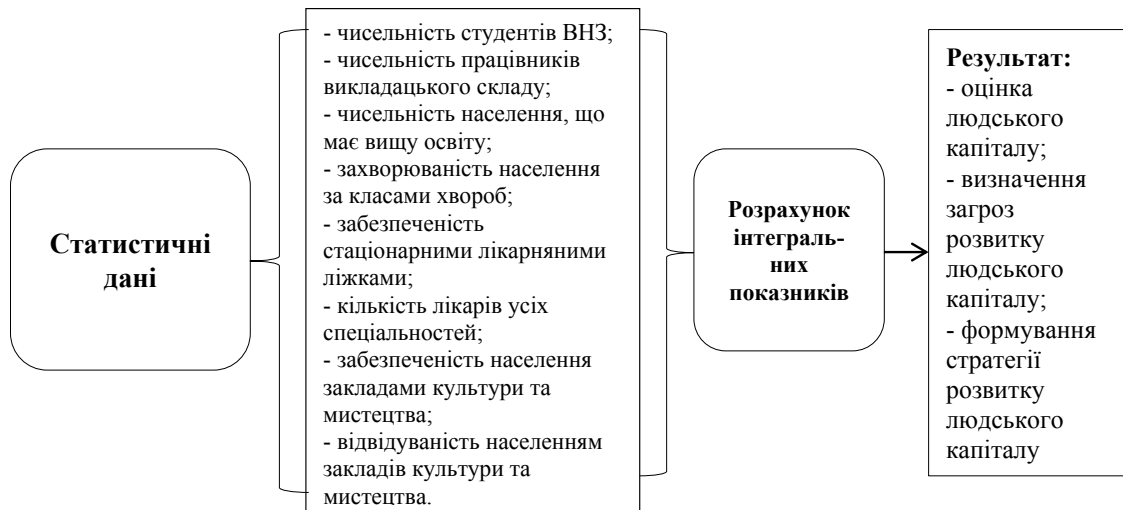 Статистичні
дані
- чисельність студентів ВНЗ;
- чисельність працівників
викладацького складу;
- чисельність населення, що
має вищу освіту;
- захворюваність населення
за класами хвороб;
- забезпеченість
стаціонарними лікарняними
ліжками;
- кількість лікарів усіх
спеціальностей;
- забезпеченість населення
закладами культури та
мистецтва;
- відвідуваність населенням
закладів культури та
мистецтва.
Розрахунок
інтеграль-
них
показників
Результат:
- оцінка
людського
капіталу;
- визначення
загроз
розвитку
людського
капіталу;
- формування
стратегії
розвитку
людського
капіталу